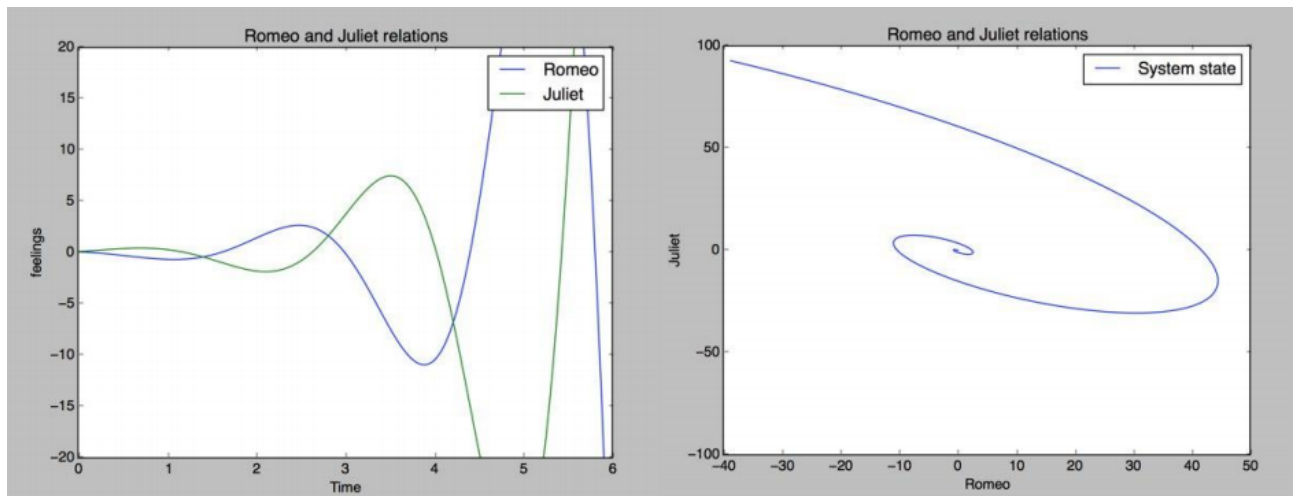 Romeo and Juliet relations
20
15
10
5
0
−5
−10
−15
−20
feelings
Romeo
Juliet
0 1 2 3 4 5 6
Time
Romeo and Juliet relations
100
50
0
−50
−100
Juliet
System state
−40 −30 −20 −10 0 10 20 30 40 50
Romeo